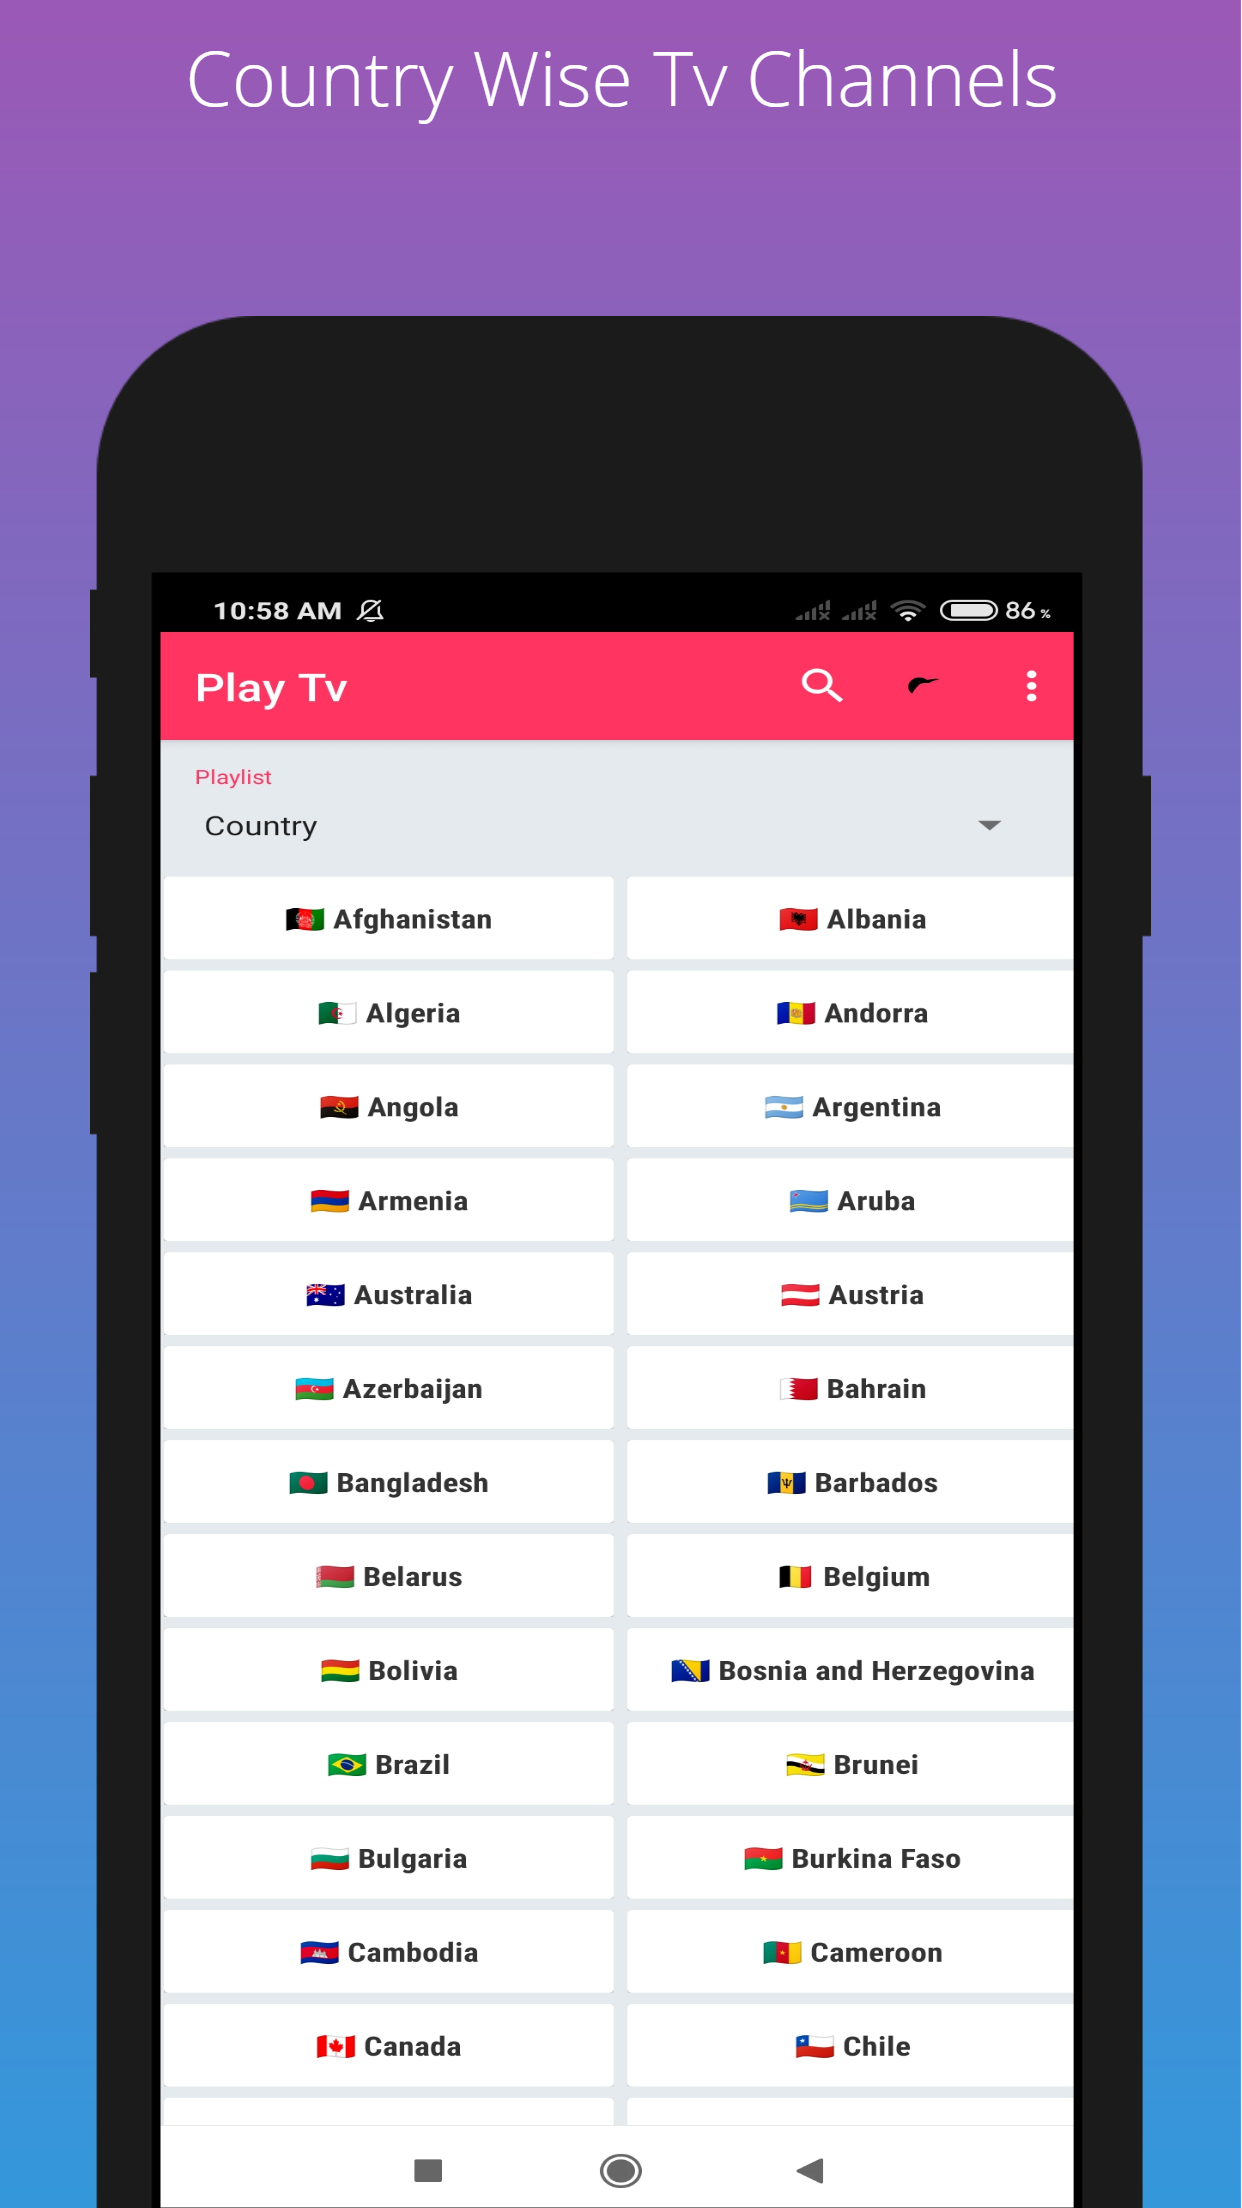 Country Wise Tv Channels
10:58 AM 86 %
Play Tv
Playlist
Country
Afghanistan Albania
Algeria Andorra
Angola Argentina
Armenia Aruba
Australia Austria
Azerbaijan Bahrain
Bangladesh Barbados
Belarus Belgium
Bolivia Bosnia and Herzegovina
Brazil Brunei
Bulgaria Burkina Faso
Cambodia Cameroon
Canada Chile